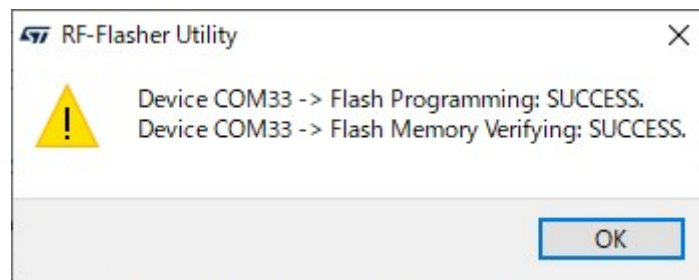 RF-Flasher Utility
Device COM33 -> Flash Programming: SUCCESS.
Device COM33 -> Flash Memory Verifying: SUCCESS.
OK